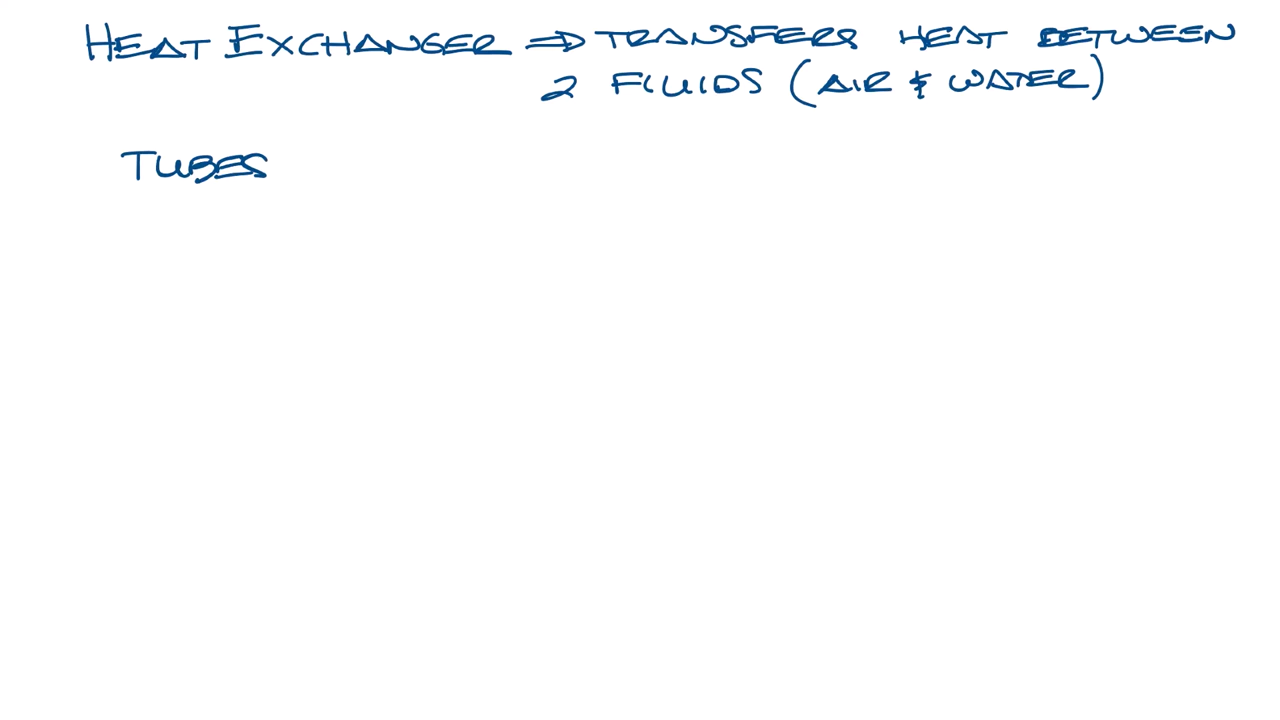 HEAT EXCHANGER ⇒ TRANSFERS HEAT BETWEEN
2 FLUIDS (AIR & WATER)
TUBES